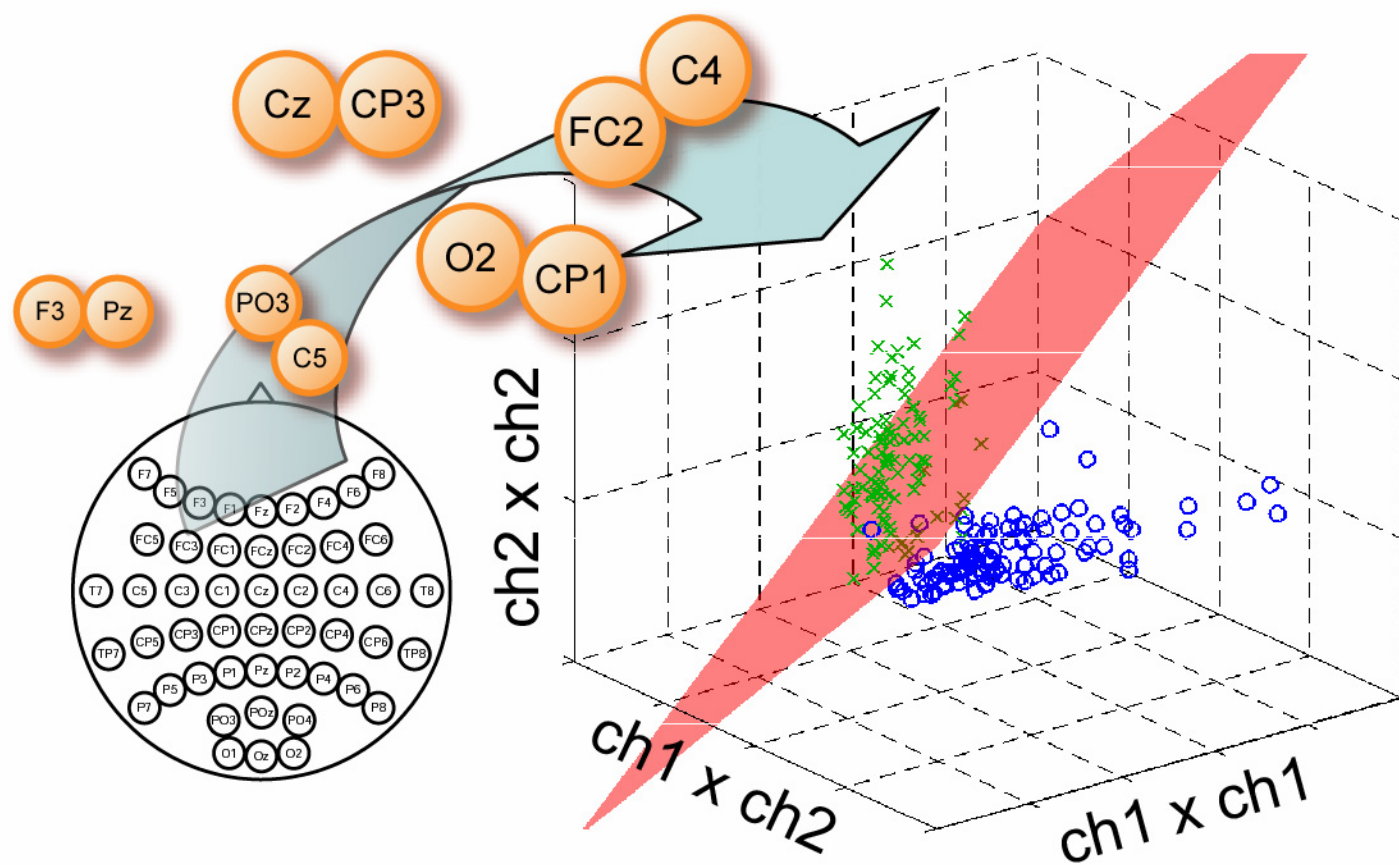 C4
Cz CP3
FC2
O2
CP1
PO3
F3 Pz
C5
F7 F8
F5 F6
F3 F1 Fz F2 F4
FC5 FC3 FC1 FCz FC2 FC4 FC6
T7 C5 C3 C1 Cz C2 C4 C6 T8
TP7 CP5 CP3 CP1 CPz CP2 CP4 CP6 TP8
P7 P5 P3 P1 Pz P2 P4 P6 P8
PO3 POz PO4
O1 Oz O2
ch2 x ch2
ch1 x ch2
ch1 x ch1